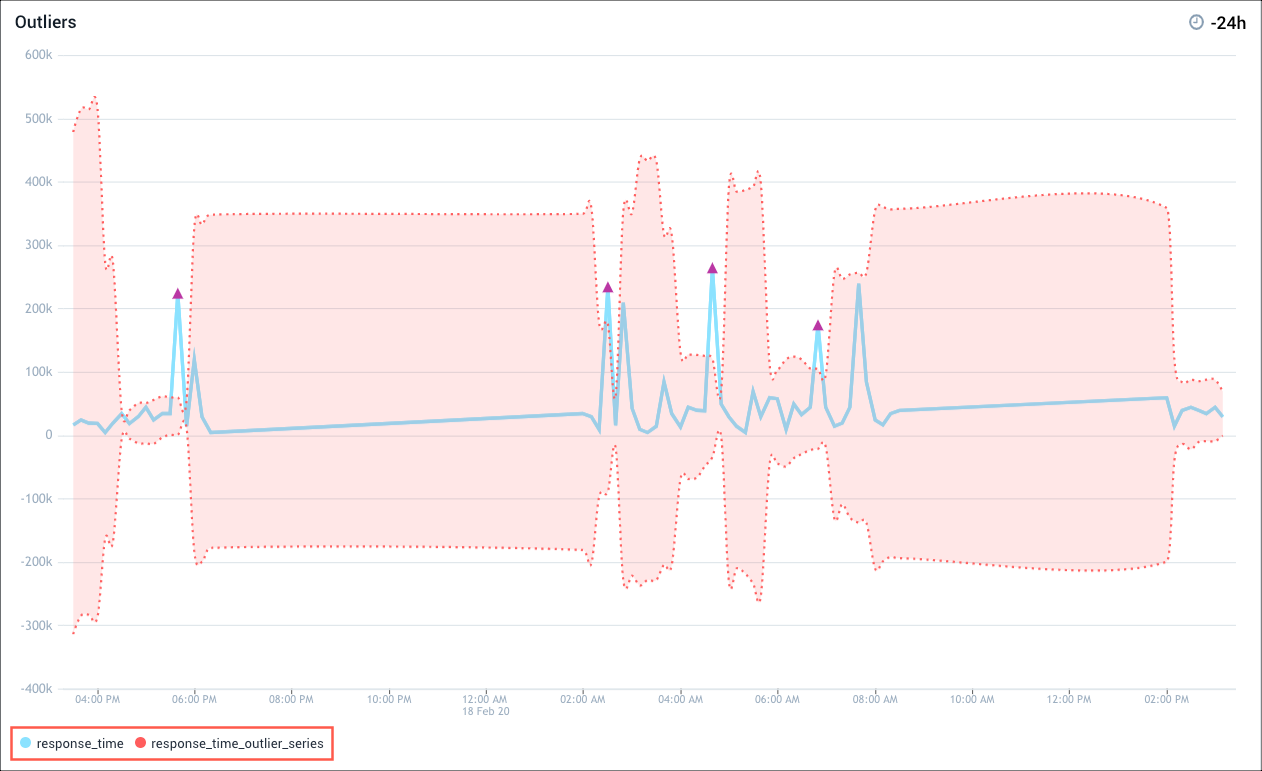 Outliers
-24h
600k
500k
400k
300k
200k
100k
0
-100k
-200k
-300k
-400k
04:00 PM 06:00 PM 08:00 PM 10:00 PM 12:00 AM 02:00 AM 04:00 AM 06:00 AM 08:00 AM 10:00 AM 12:00 PM 02:00 PM
18 Feb 20
response_time response_time_outlier_series